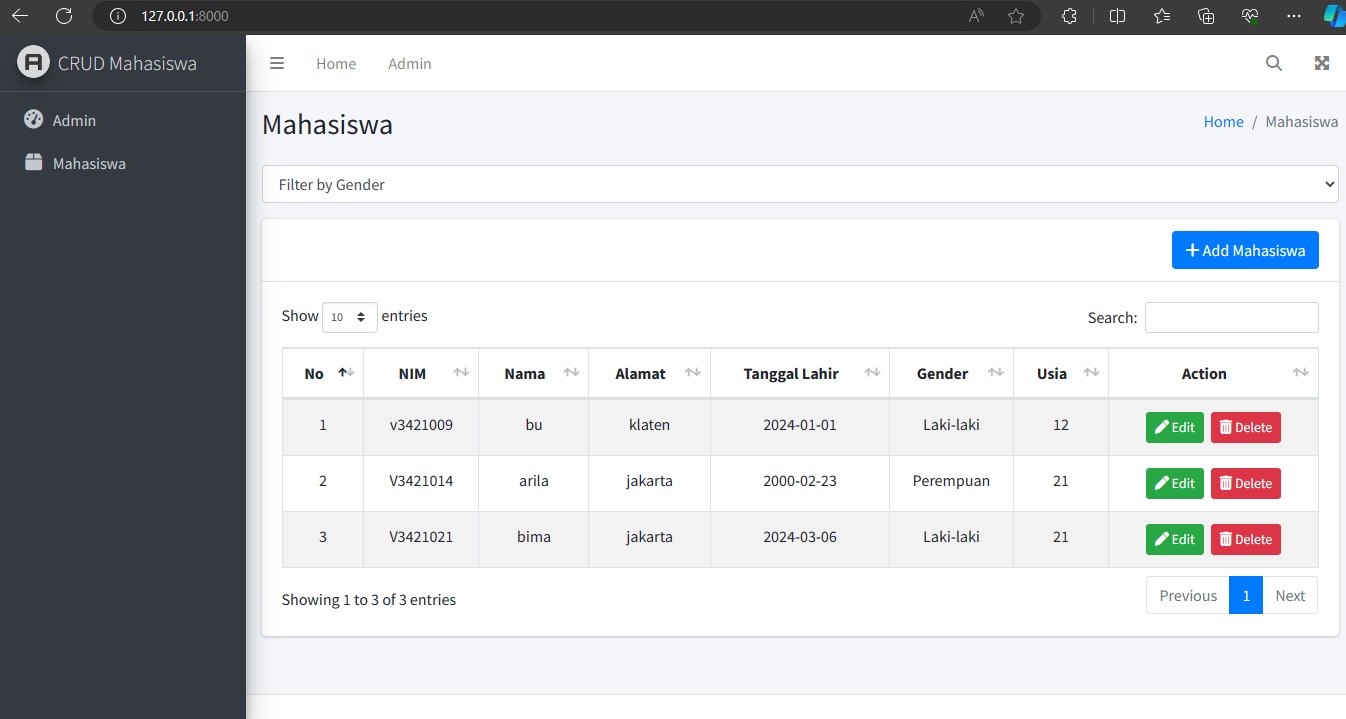 127.0.0.1:8000
CRUD Mahasiswa
Admin
Mahasiswa
Home Admin
Mahasiswa
Home / Mahasiswa
Filter by Gender
Add Mahasiswa
Show 10 entries
Search:
No NIM Nama Alamat Tanggal Lahir Gender Usia Action
1 v3421009 bu klaten 2024-01-01 Laki-laki 12 Edit Delete
2 V3421014 arila jakarta 2000-02-23 Perempuan 21 Edit Delete
3 V3421021 bima jakarta 2024-03-06 Laki-laki 21 Edit Delete
Showing 1 to 3 of 3 entries
Previous 1 Next